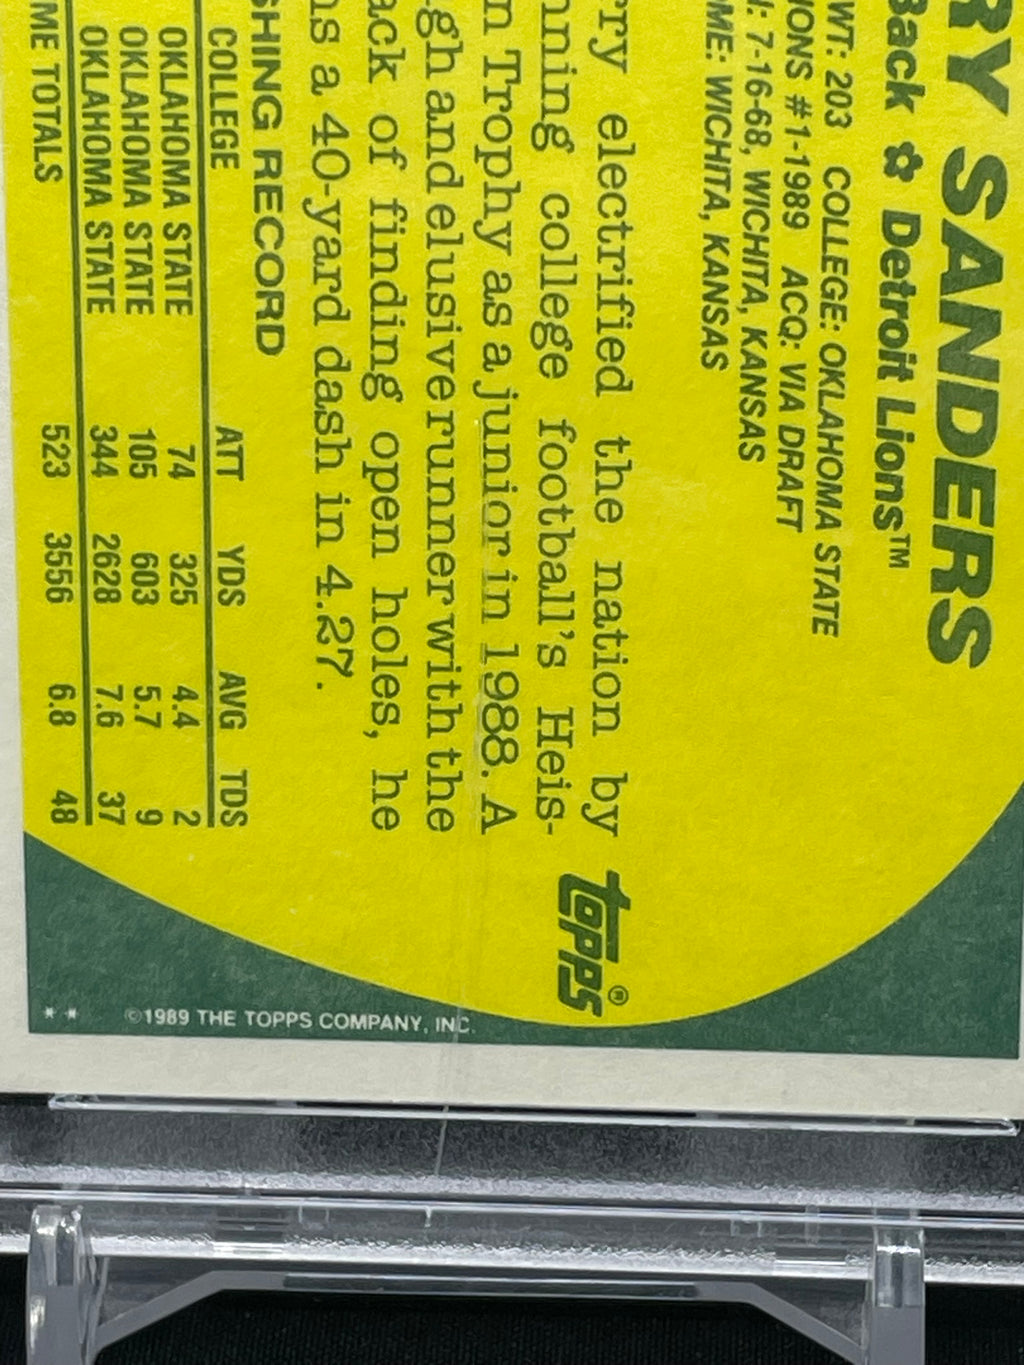 RY SANDERS
Back ✿ Detroit Lions™
WT: 203 COLLEGE: OKLAHOMA STATE
IONS #1-1989 ACQ: VIA DRAFT
: 7-16-68, WICHITA, KANSAS
OME: WICHITA, KANSAS
rry electrified the nation by
nning college football's Heis-
n Trophy as a junior in 1988. A
gh and elusive runner with the
ack of finding open holes, he
ns a 40-yard dash in 4.27.
topps®
SHING RECORD
COLLEGE ATT YDS AVG TDS
OKLAHOMA STATE 74 325 4.4 2
OKLAHOMA STATE 105 603 5.7 9
OKLAHOMA STATE 344 2628 7.6 37
ME TOTALS 523 3556 6.8 48
** ©1989 THE TOPPS COMPANY, INC.